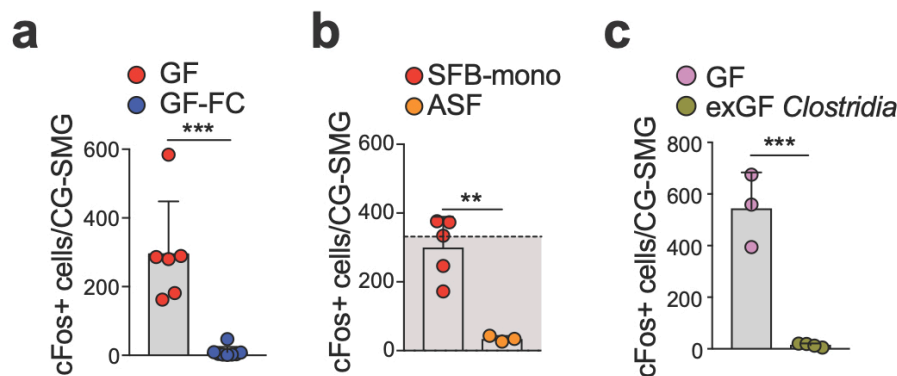 a
GF
GF-FC
***
cFos+ cells/CG-SMG
600
400
200
0
b
SFB-mono
ASF
**
cFos+ cells/CG-SMG
600
400
200
0
c
GF
exGF Clostridia
***
cFos+ cells/CG-SMG
800
600
400
200
0